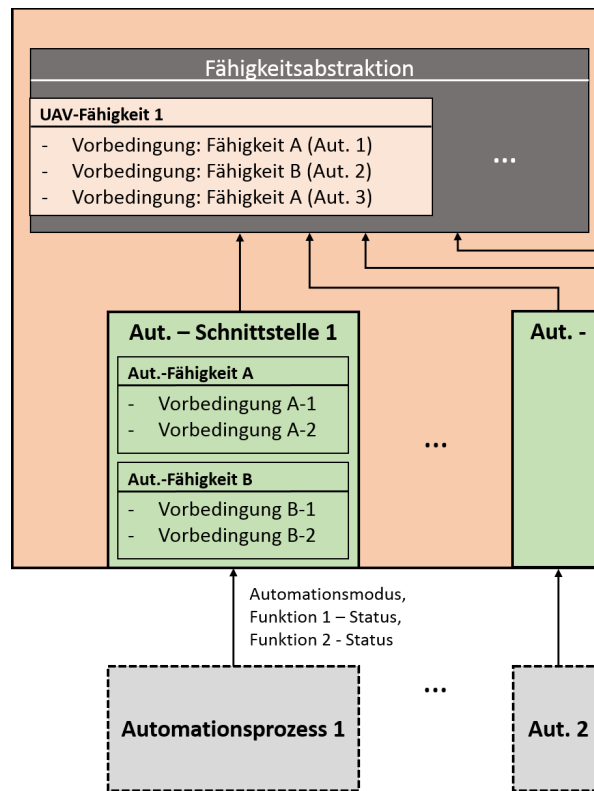 Fähigkeitsabstraktion
UAV-Fähigkeit 1
- Vorbedingung: Fähigkeit A (Aut. 1)
- Vorbedingung: Fähigkeit B (Aut. 2)
- Vorbedingung: Fähigkeit A (Aut. 3)
...
Aut. – Schnittstelle 1
Aut.-Fähigkeit A
- Vorbedingung A-1
- Vorbedingung A-2
Aut.-Fähigkeit B
- Vorbedingung B-1
- Vorbedingung B-2
...
Aut. -
Automationsmodus,
Funktion 1 – Status,
Funktion 2 - Status
Automationsprozess 1
...
Aut. 2